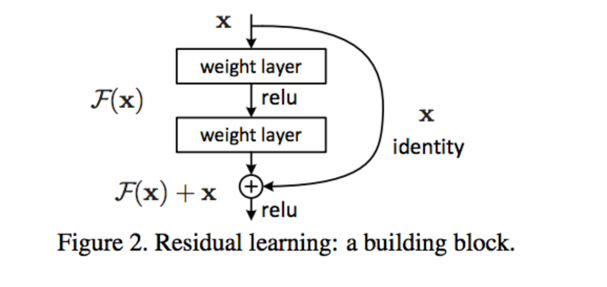 x
weight layer
F(x)
relu
x
weight layer
identity
F(x) + x
relu
Figure 2. Residual learning: a building block.